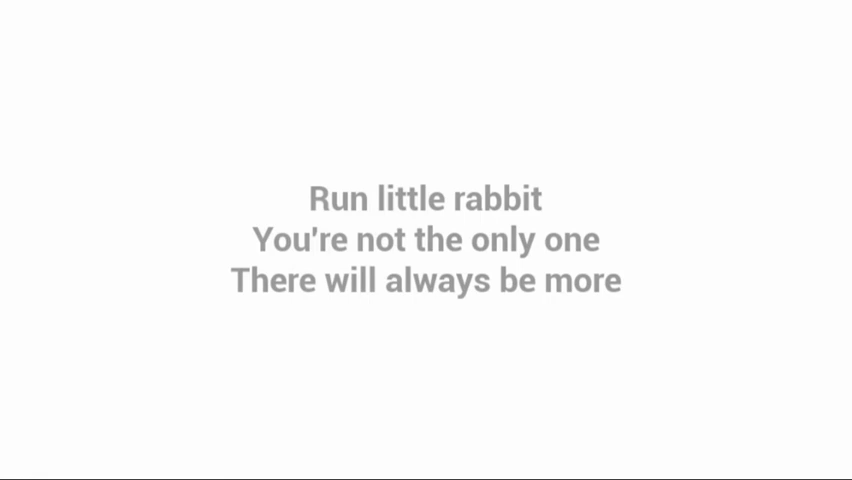 Run little rabbit
You're not the only one
There will always be more